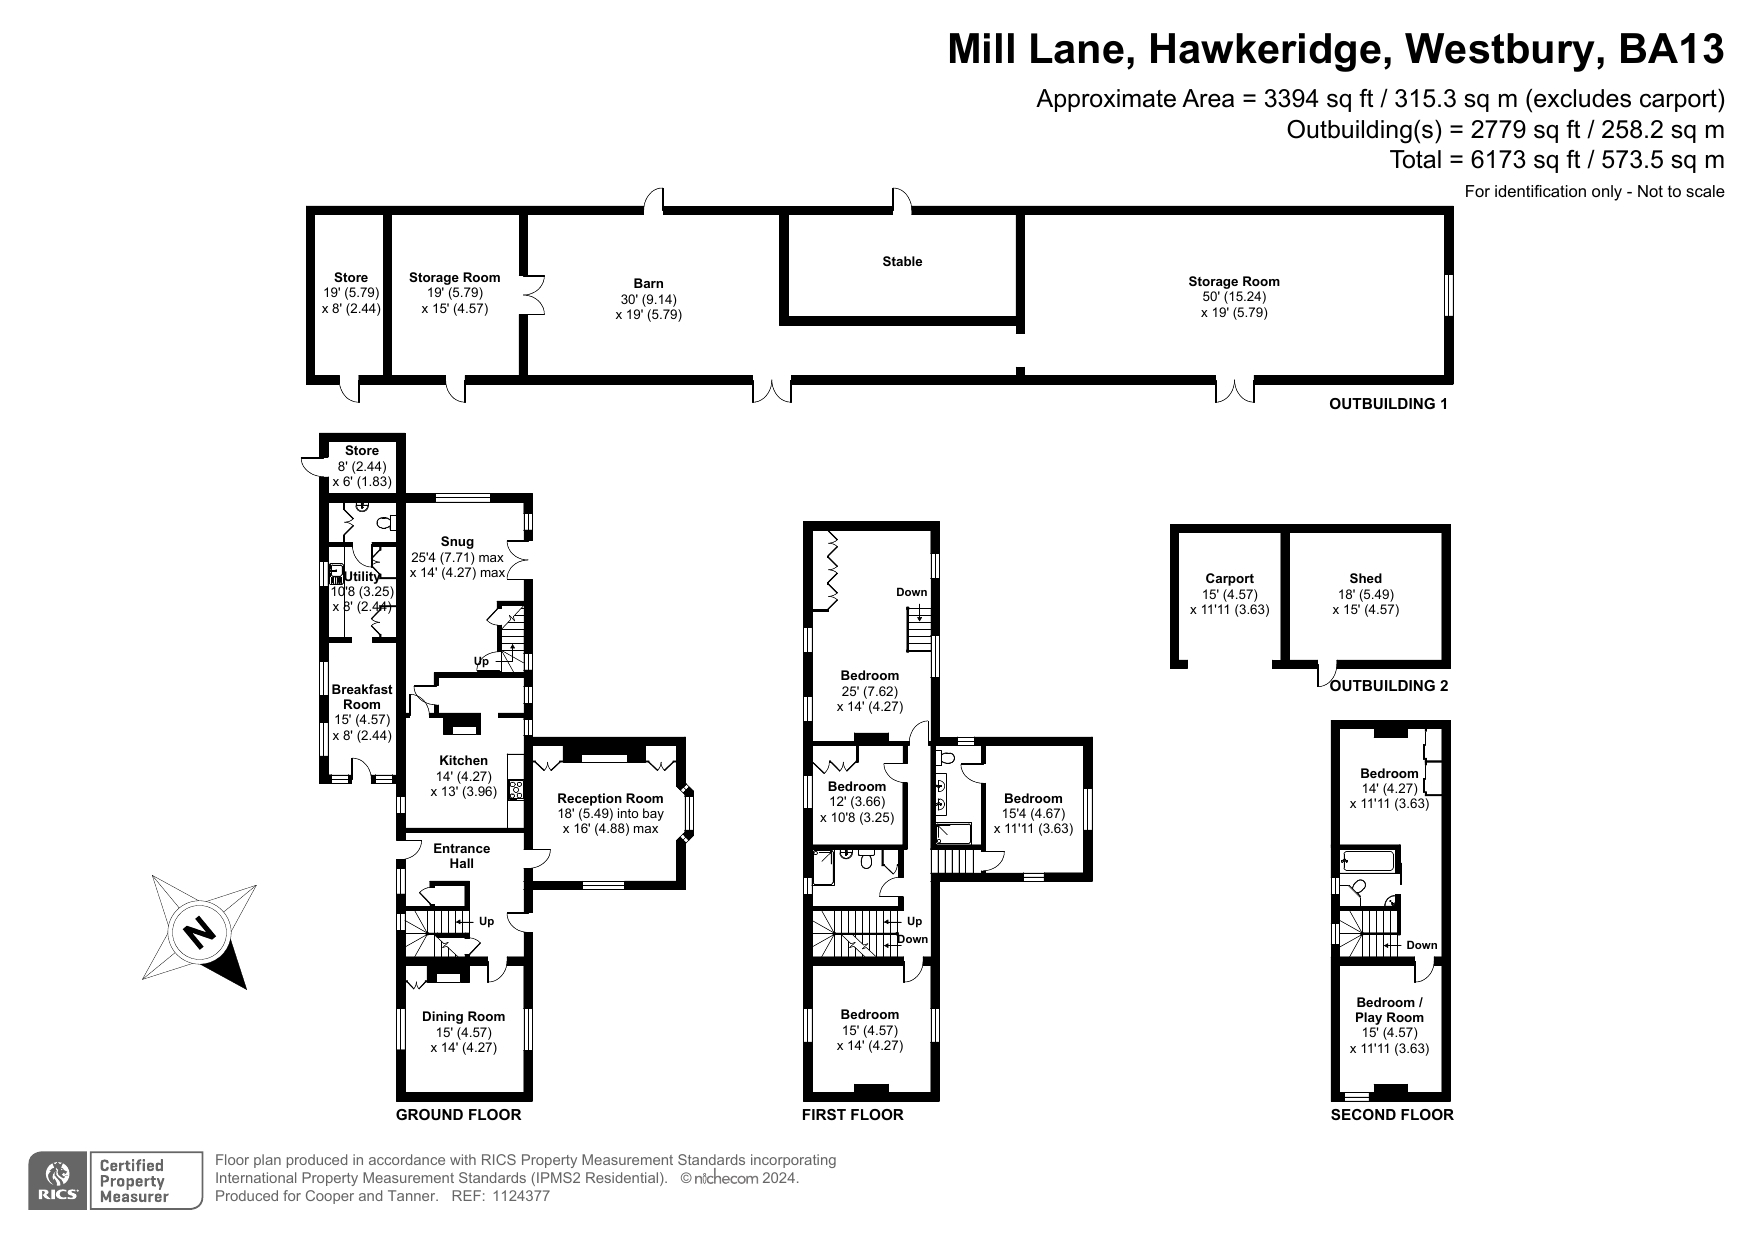 Mill Lane, Hawkeridge, Westbury, BA13
Approximate Area = 3394 sq ft / 315.3 sq m (excludes carport)
Outbuilding(s) = 2779 sq ft / 258.2 sq m
Total = 6173 sq ft / 573.5 sq m
For identification only - Not to scale
Store
19' (5.79)
x 8' (2.44)
Storage Room
19' (5.79)
x 15' (4.57)
Barn
30' (9.14)
x 19' (5.79)
Stable
Storage Room
50' (15.24)
x 19' (5.79)
OUTBUILDING 1
Store
8' (2.44)
x 6' (1.83)
Snug
25'4 (7.71) max
x 14' (4.27) max
Utility
10'8 (3.25)
x 8' (2.44)
Up
Breakfast
Room
15' (4.57)
x 8' (2.44)
Kitchen
14' (4.27)
x 13' (3.96)
Reception Room
18' (5.49) into bay
x 16' (4.88) max
Entrance
Hall
Up
Dining Room
15' (4.57)
x 14' (4.27)
GROUND FLOOR
Down
Bedroom
25' (7.62)
x 14' (4.27)
Bedroom
12' (3.66)
x 10'8 (3.25)
Bedroom
15'4 (4.67)
x 11'11 (3.63)
Up
Down
Bedroom
15' (4.57)
x 14' (4.27)
FIRST FLOOR
Carport
15' (4.57)
x 11'11 (3.63)
Shed
18' (5.49)
x 15' (4.57)
OUTBUILDING 2
Bedroom
14' (4.27)
x 11'11 (3.63)
Down
Bedroom /
Play Room
15' (4.57)
x 11'11 (3.63)
SECOND FLOOR
N
RICS
Certified
Property
Measurer
Floor plan produced in accordance with RICS Property Measurement Standards incorporating
International Property Measurement Standards (IPMS2 Residential). © nichecom 2024.
Produced for Cooper and Tanner. REF: 1124377